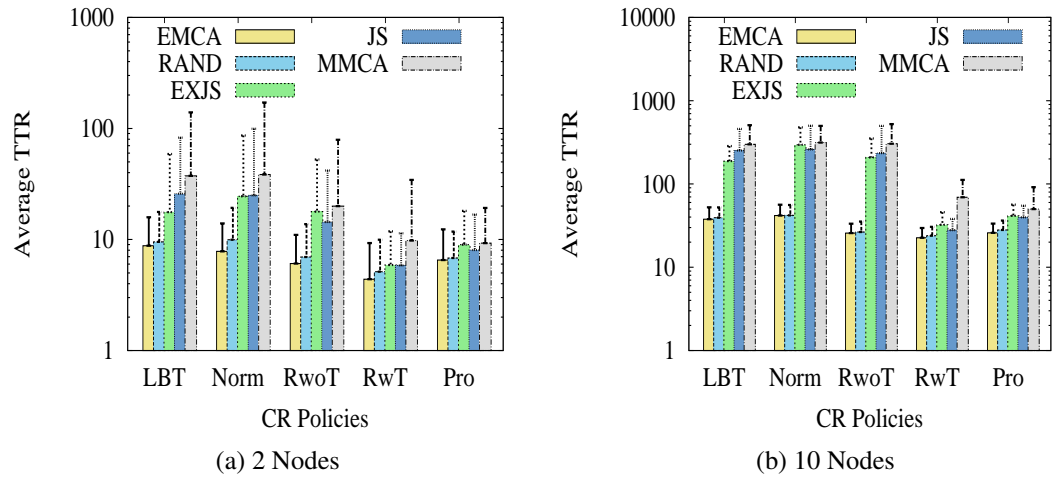 1000
100
10
1
Average TTR
EMCA
RAND
EXJS
JS
MMCA
LBT Norm RwoT RwT Pro
CR Policies
(a) 2 Nodes
10000
1000
100
10
1
Average TTR
EMCA
RAND
EXJS
JS
MMCA
LBT Norm RwoT RwT Pro
CR Policies
(b) 10 Nodes